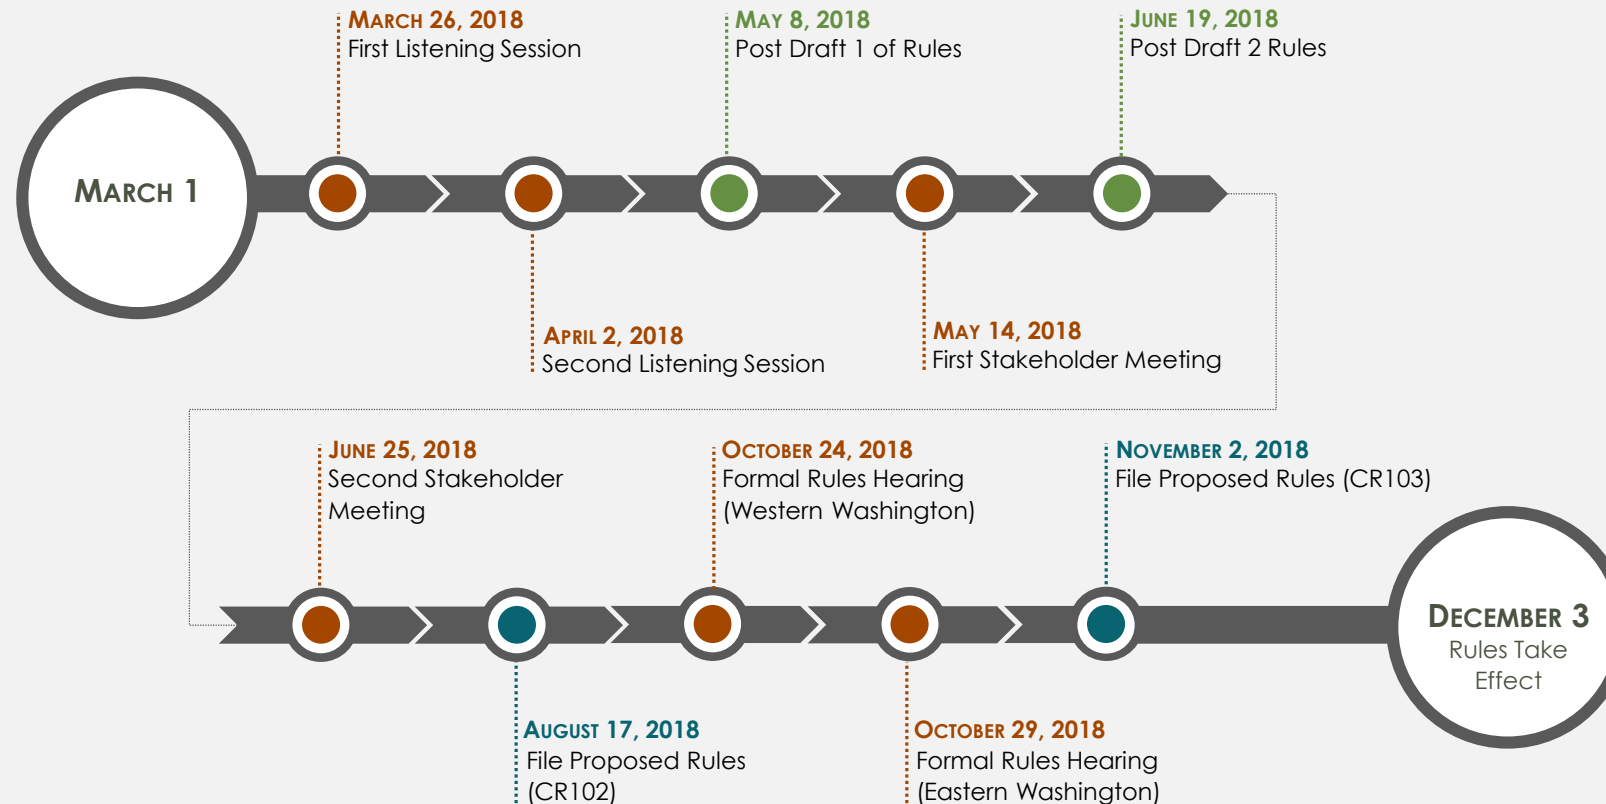 MARCH 1
MARCH 26, 2018
First Listening Session
APRIL 2, 2018
Second Listening Session
MAY 8, 2018
Post Draft 1 of Rules
MAY 14, 2018
First Stakeholder Meeting
JUNE 19, 2018
Post Draft 2 Rules
JUNE 25, 2018
Second Stakeholder
Meeting
AUGUST 17, 2018
File Proposed Rules
(CR102)
OCTOBER 24, 2018
Formal Rules Hearing
(Western Washington)
OCTOBER 29, 2018
Formal Rules Hearing
(Eastern Washington)
NOVEMBER 2, 2018
File Proposed Rules (CR103)
DECEMBER 3
Rules Take
Effect